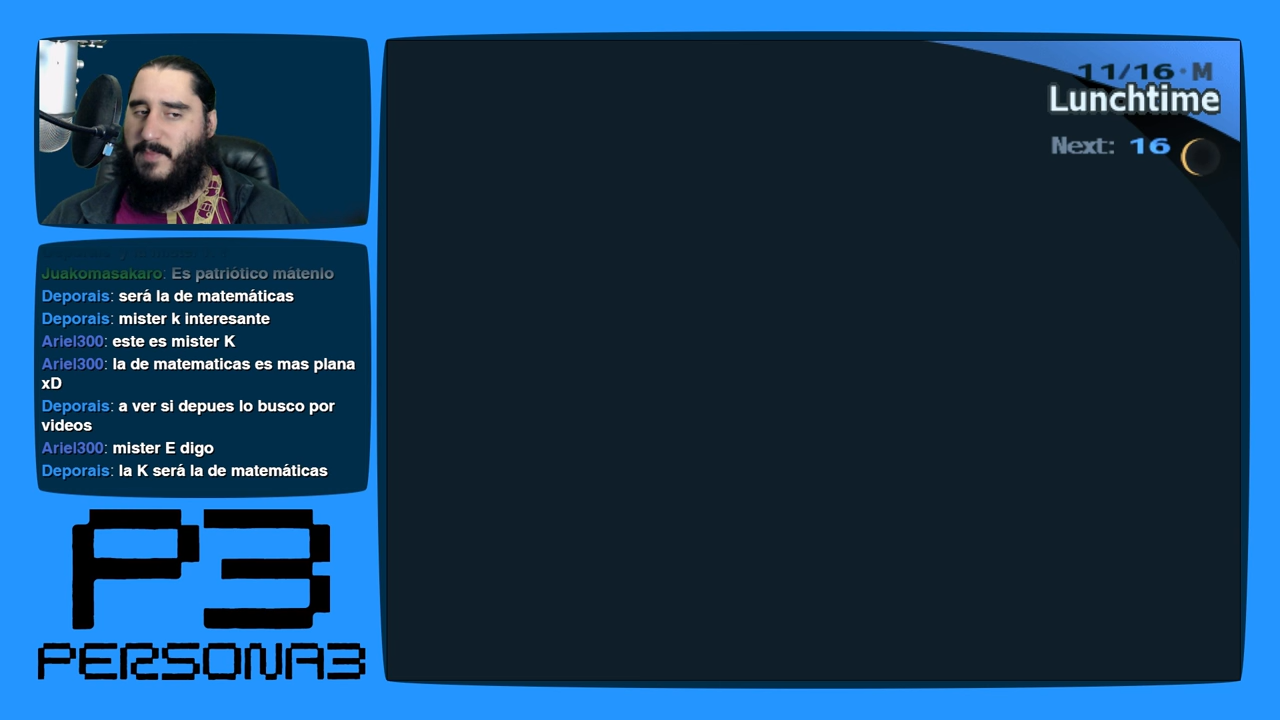 11/16·M
Lunchtime
Next: 16
Juakomasakaro: Es patriótico mátenlo
Deporais: será la de matemáticas
Deporais: mister k interesante
Ariel300: este es mister K
Ariel300: la de matematicas es mas plana
xD
Deporais: a ver si depues lo busco por
videos
Ariel300: mister E digo
Deporais: la K será la de matemáticas
P3
PERSONA3